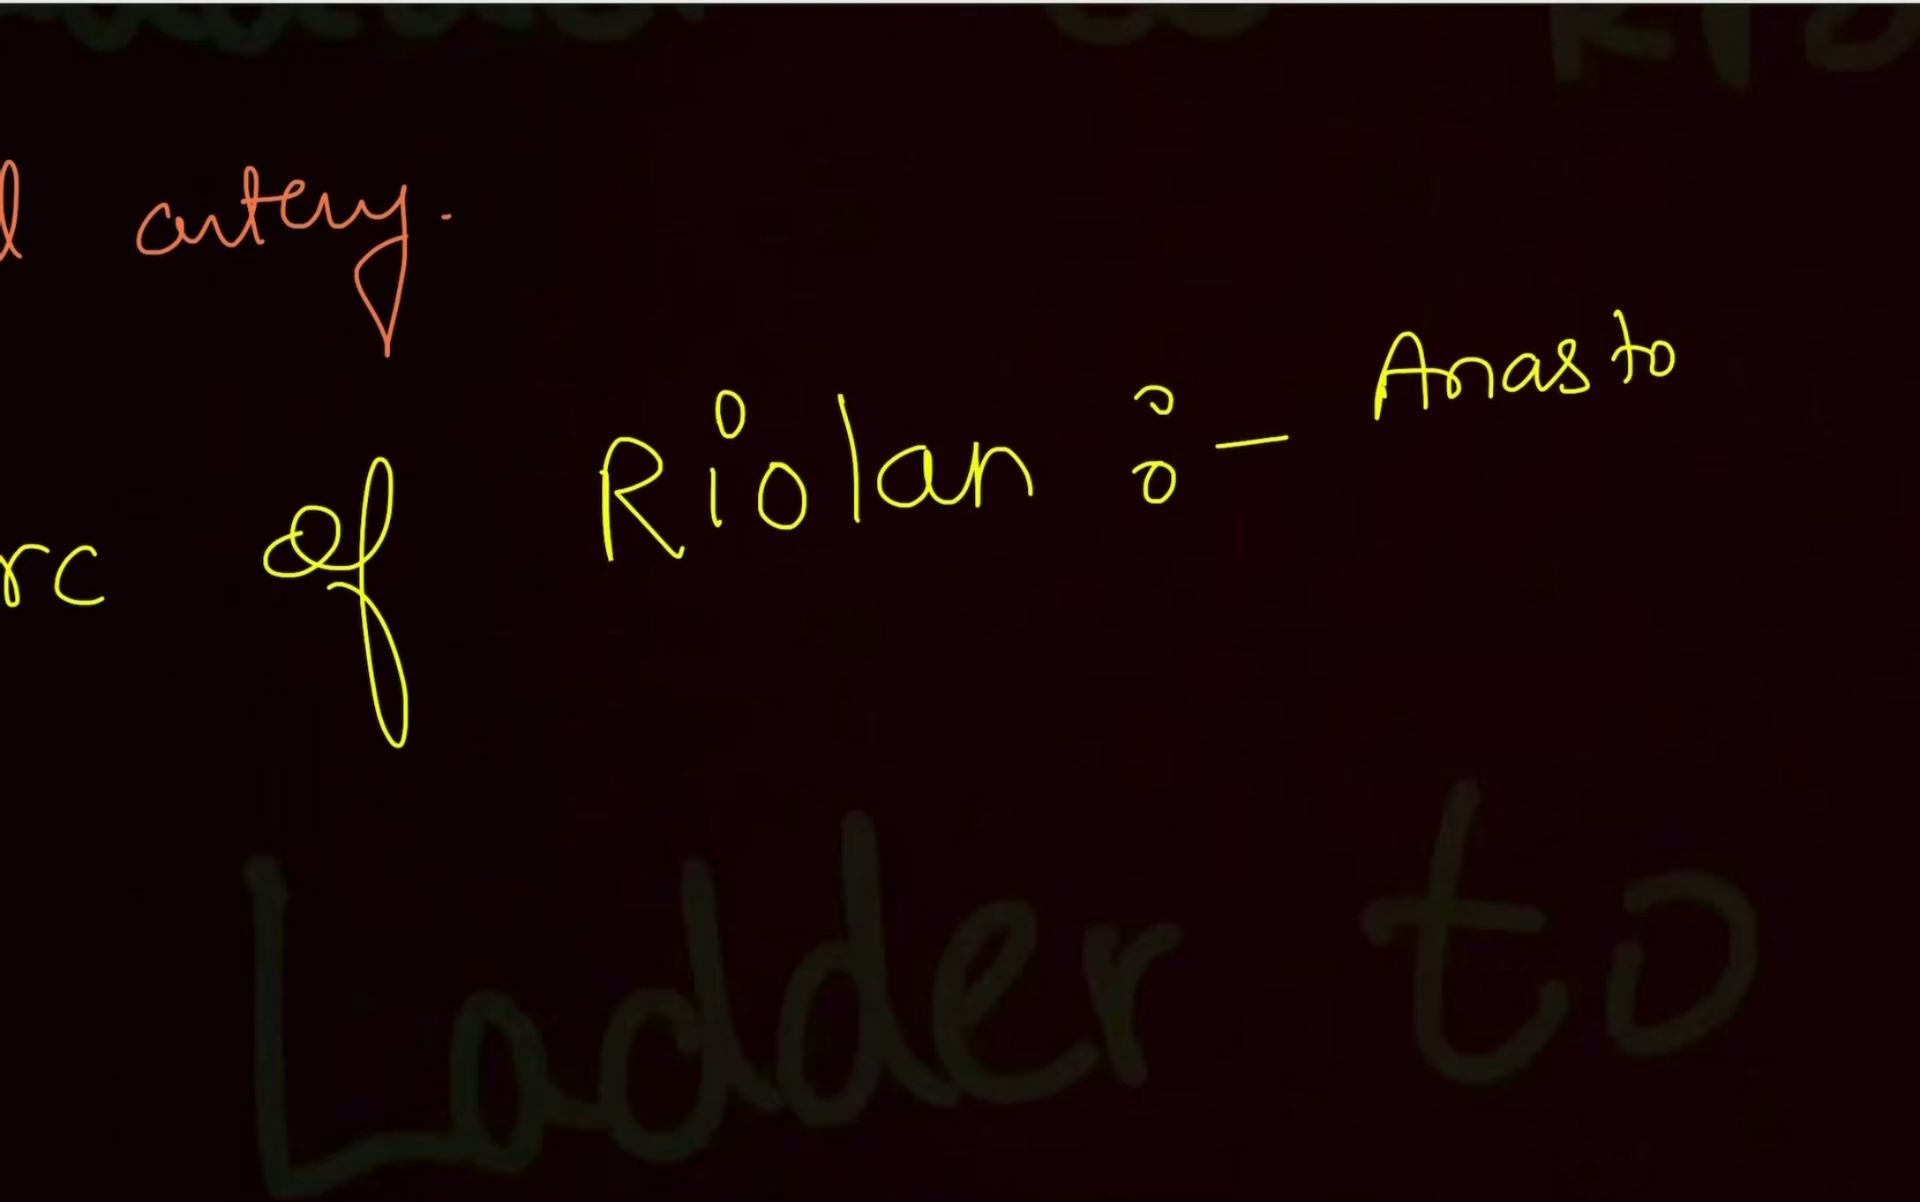 artery.
rc of Riolan :- Anasto
Ladder to